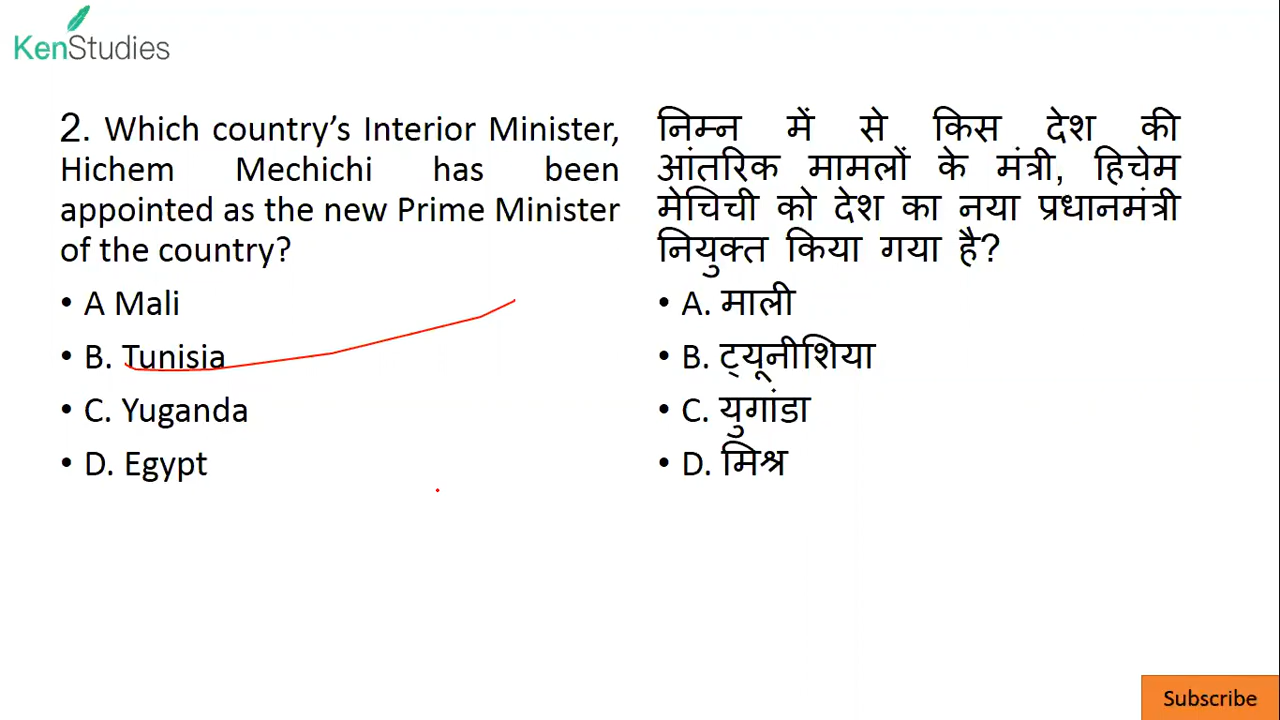 KenStudies
2. Which country's Interior Minister,
Hichem Mechichi has been
appointed as the new Prime Minister
of the country?
• A Mali
• B. Tunisia
• C. Yuganda
• D. Egypt
निम्न में से किस देश की
आंतरिक मामलों के मंत्री, हिचेम
मेचिची को देश का नया प्रधानमंत्री
नियुक्त किया गया है?
• A. माली
• B. ट्यूनीशिया
• C. युगांडा
• D. मिश्र
Subscribe